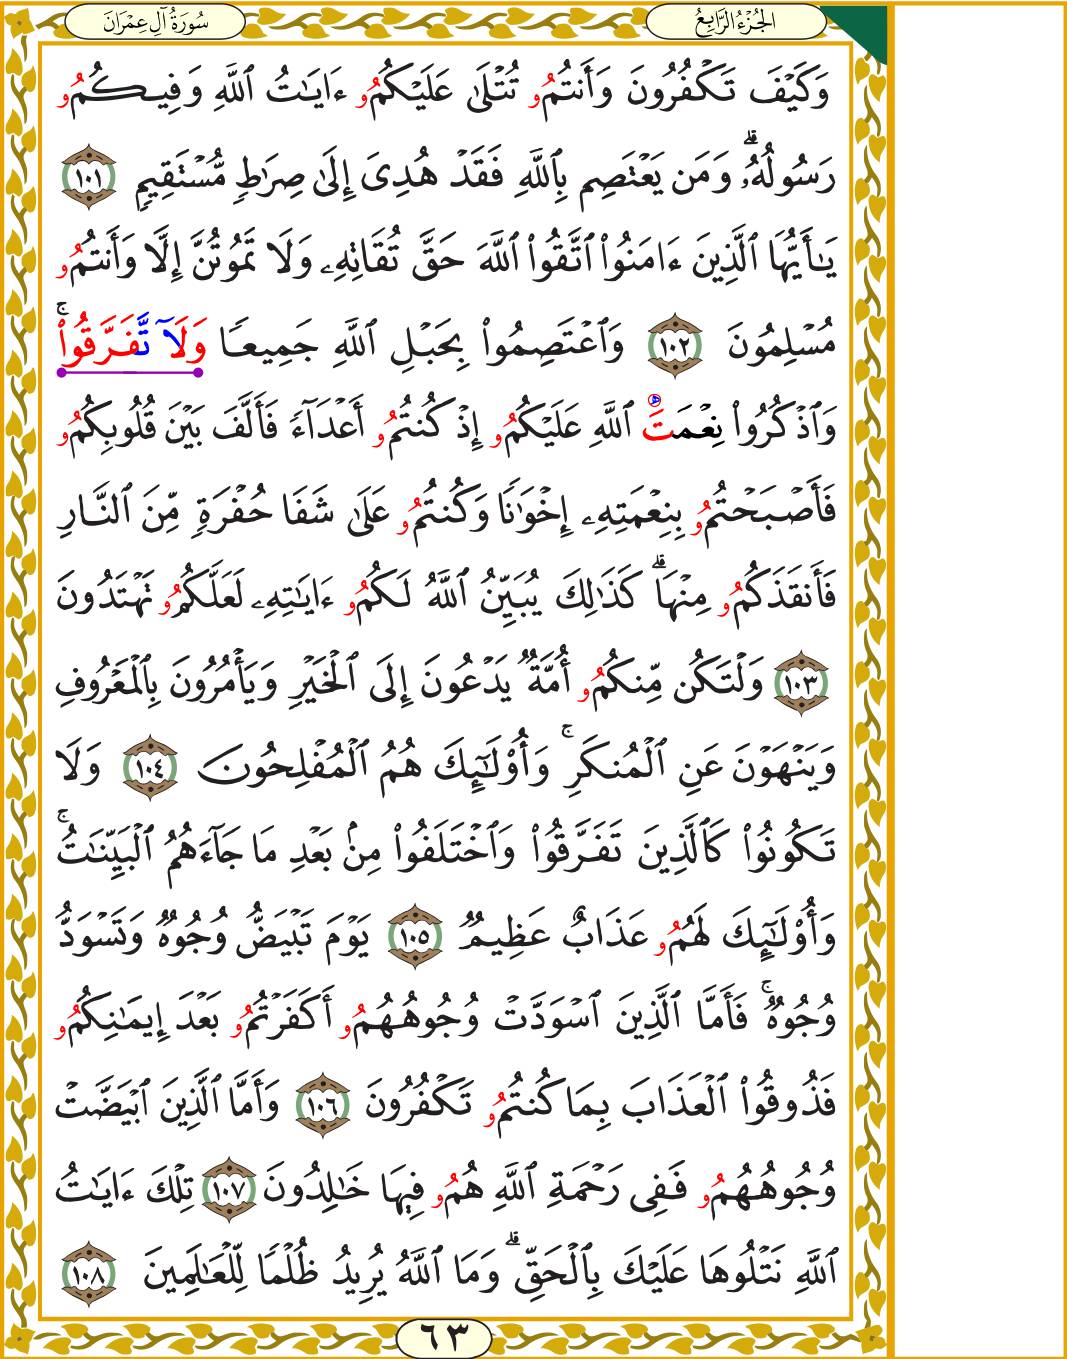 الجُزْءُ الرَّابِعُ
سُورَةُ آلِ عِمْرَانَ
وَكَيْفَ تَكْفُرُونَ وَأَنتُمُۥ تُتْلَىٰ عَلَيْكُمُۥ ءَايَـٰتُ ٱللَّهِ وَفِيكُمُۥ
رَسُولُهُۥ ۗ وَمَن يَعْتَصِم بِٱللَّهِ فَقَدْ هُدِىَ إِلَىٰ صِرَٰطٍ مُّسْتَقِيمٍ ١٠١
يَـٰٓأَيُّهَا ٱلَّذِينَ ءَامَنُوا۟ ٱتَّقُوا۟ ٱللَّهَ حَقَّ تُقَاتِهِۦ وَلَا تَمُوتُنَّ إِلَّا وَأَنتُمُۥ
مُسْلِمُونَ ١٠٢ وَٱعْتَصِمُوا۟ بِحَبْلِ ٱللَّهِ جَمِيعًا وَلَآ تَّفَرَّقُوا۟ ۚ
وَٱذْكُرُوا۟ نِعْمَتَ ٱللَّهِ عَلَيْكُمُۥ إِذْ كُنتُمُۥ أَعْدَآءً فَأَلَّفَ بَيْنَ قُلُوبِكُمُۥ
فَأَصْبَحْتُمُۥ بِنِعْمَتِهِۦ إِخْوَٰنًا وَكُنتُمُۥ عَلَىٰ شَفَا حُفْرَةٍ مِّنَ ٱلنَّارِ
فَأَنقَذَكُمُۥ مِنْهَا ۗ كَذَٰلِكَ يُبَيِّنُ ٱللَّهُ لَكُمُۥ ءَايَـٰتِهِۦ لَعَلَّكُمُۥ تَهْتَدُونَ
١٠٣ وَلْتَكُن مِّنكُمُۥ أُمَّةٌ يَدْعُونَ إِلَى ٱلْخَيْرِ وَيَأْمُرُونَ بِٱلْمَعْرُوفِ
وَيَنْهَوْنَ عَنِ ٱلْمُنكَرِ ۚ وَأُو۟لَـٰٓئِكَ هُمُ ٱلْمُفْلِحُونَ ١٠٤ وَلَا
تَكُونُوا۟ كَٱلَّذِينَ تَفَرَّقُوا۟ وَٱخْتَلَفُوا۟ مِنۢ بَعْدِ مَا جَآءَهُمُ ٱلْبَيِّنَـٰتُ ۚ
وَأُو۟لَـٰٓئِكَ لَهُمُۥ عَذَابٌ عَظِيمٌ ١٠٥ يَوْمَ تَبْيَضُّ وُجُوهٌ وَتَسْوَدُّ
وُجُوهٌ ۚ فَأَمَّا ٱلَّذِينَ ٱسْوَدَّتْ وُجُوهُهُمُۥ أَكَفَرْتُمُۥ بَعْدَ إِيمَـٰنِكُمُۥ
فَذُوقُوا۟ ٱلْعَذَابَ بِمَا كُنتُمُۥ تَكْفُرُونَ ١٠٦ وَأَمَّا ٱلَّذِينَ ٱبْيَضَّتْ
وُجُوهُهُمُۥ فَفِى رَحْمَةِ ٱللَّهِ هُمُۥ فِيهَا خَـٰلِدُونَ ١٠٧ تِلْكَ ءَايَـٰتُ
ٱللَّهِ نَتْلُوهَا عَلَيْكَ بِٱلْحَقِّ ۗ وَمَا ٱللَّهُ يُرِيدُ ظُلْمًا لِّلْعَـٰلَمِينَ ١٠٨
٦٣